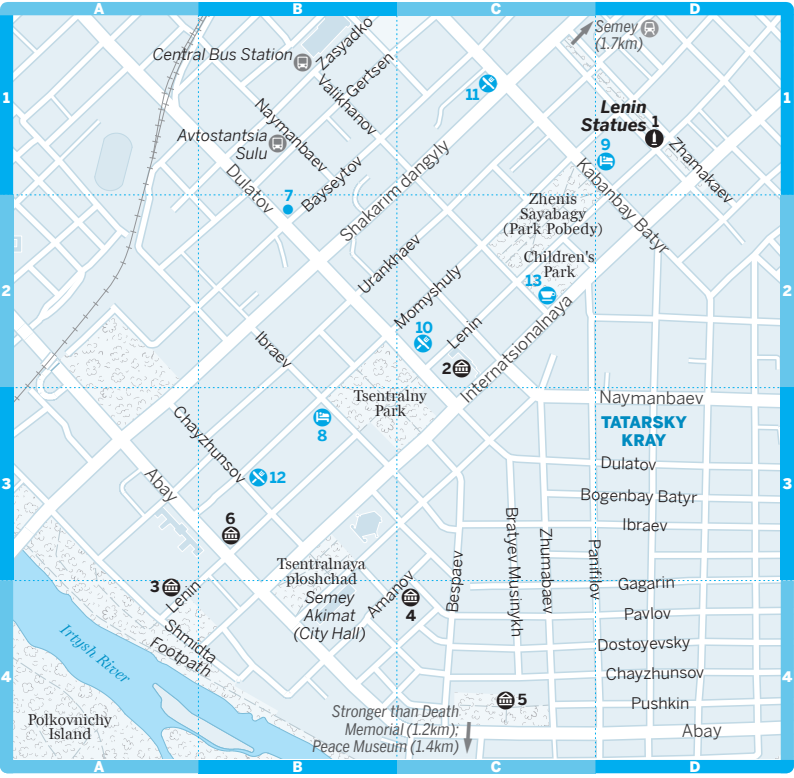 A
B
C
D
Semey
(1.7km)
Central Bus Station
Zasyadko
Gertsen
Valikhanov
1
11
1
Lenin
Statues
1
Naymanbaev
Avtostantsia
Sulu
9
Zhamakaev
Dulatov
Bayseytov
7
Shakarim dangyly
Kabanbay Batyr
Zhenis
Sayabagy
(Park Pobedy)
Urankhaev
Children's
Park
13
2
2
Momyshuly
10
Lenin
Internatsionalnaya
Ibraev
2
Tsentralny
Park
Naymanbaev
TATARSKY
KRAY
Chayzhunsov
8
Dulatov
12
3
3
Abay
Bogenbay Batyr
6
Ibraev
Bratyev Musinykh
Zhumabaev
Panifilov
Bespaev
Tsentralnaya
ploshchad
Semey
Akimat
(City Hall)
Amanov
4
3
Lenin
Gagarin
Pavlov
Shmidta
Footpath
Irtysh River
Dostoyevsky
Chayzhunsov
4
4
5
Pushkin
Polkovnichy
Island
Stronger than Death
Memorial (1.2km);
Peace Museum (1.4km)
Abay
A
B
C
D